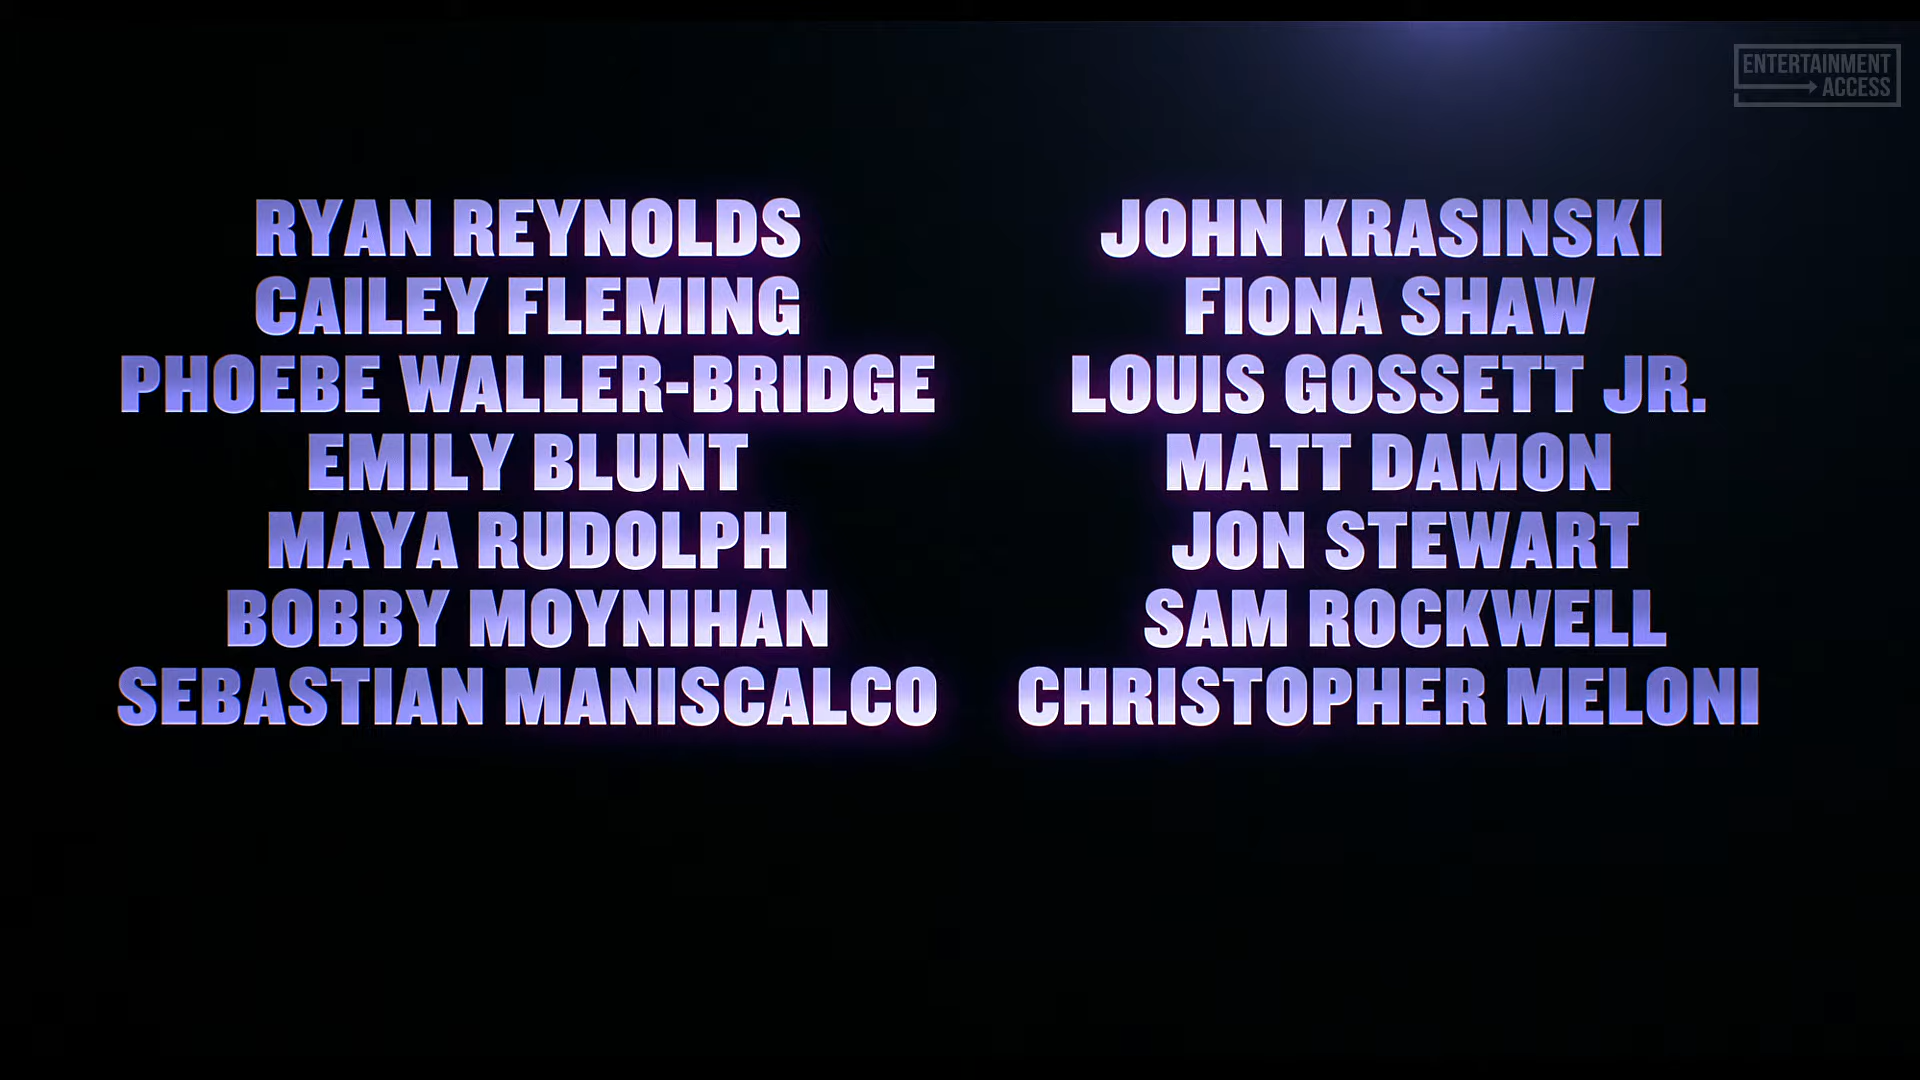 ENTERTAINMENT
ACCESS
RYAN REYNOLDS
CAILEY FLEMING
PHOEBE WALLER-BRIDGE
EMILY BLUNT
MAYA RUDOLPH
BOBBY MOYNIHAN
SEBASTIAN MANISCALCO
JOHN KRASINSKI
FIONA SHAW
LOUIS GOSSETT JR.
MATT DAMON
JON STEWART
SAM ROCKWELL
CHRISTOPHER MELONI